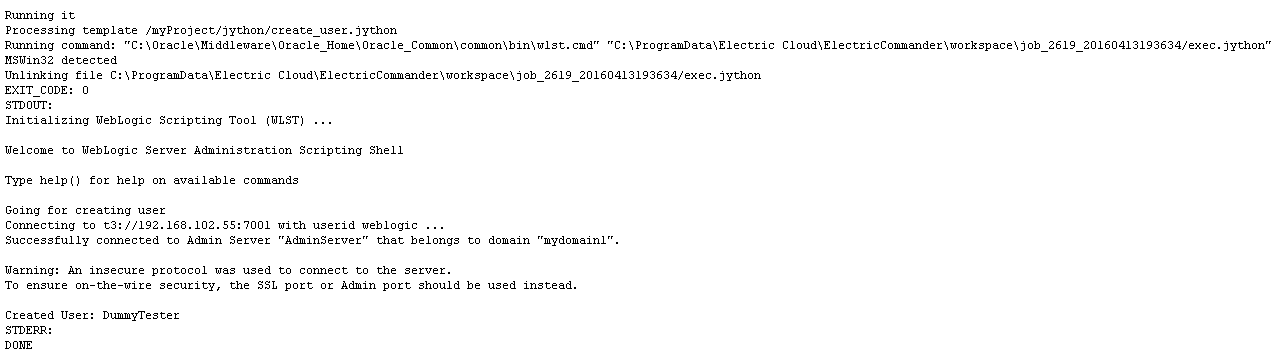 Running it
Processing template /myProject/jython/create_user.jython
Running command: "C:\Oracle\Middleware\Oracle_Home\Oracle_Common\common\bin\wlst.cmd" "C:\ProgramData\Electric Cloud\ElectricCommander\workspace\job_2619_20160413193634/exec.jython"
MSWin32 detected
Unlinking file C:\ProgramData\Electric Cloud\ElectricCommander\workspace\job_2619_20160413193634/exec.jython
EXIT_CODE: 0
STDOUT:
Initializing WebLogic Scripting Tool (WLST) ...
Welcome to WebLogic Server Administration Scripting Shell
Type help() for help on available commands
Going for creating user
Connecting to t3://192.168.102.55:7001 with userid weblogic ...
Successfully connected to Admin Server "AdminServer" that belongs to domain "mydomain1".
Warning: An insecure protocol was used to connect to the server.
To ensure on-the-wire security, the SSL port or Admin port should be used instead.
Created User: DummyTester
STDERR:
DONE